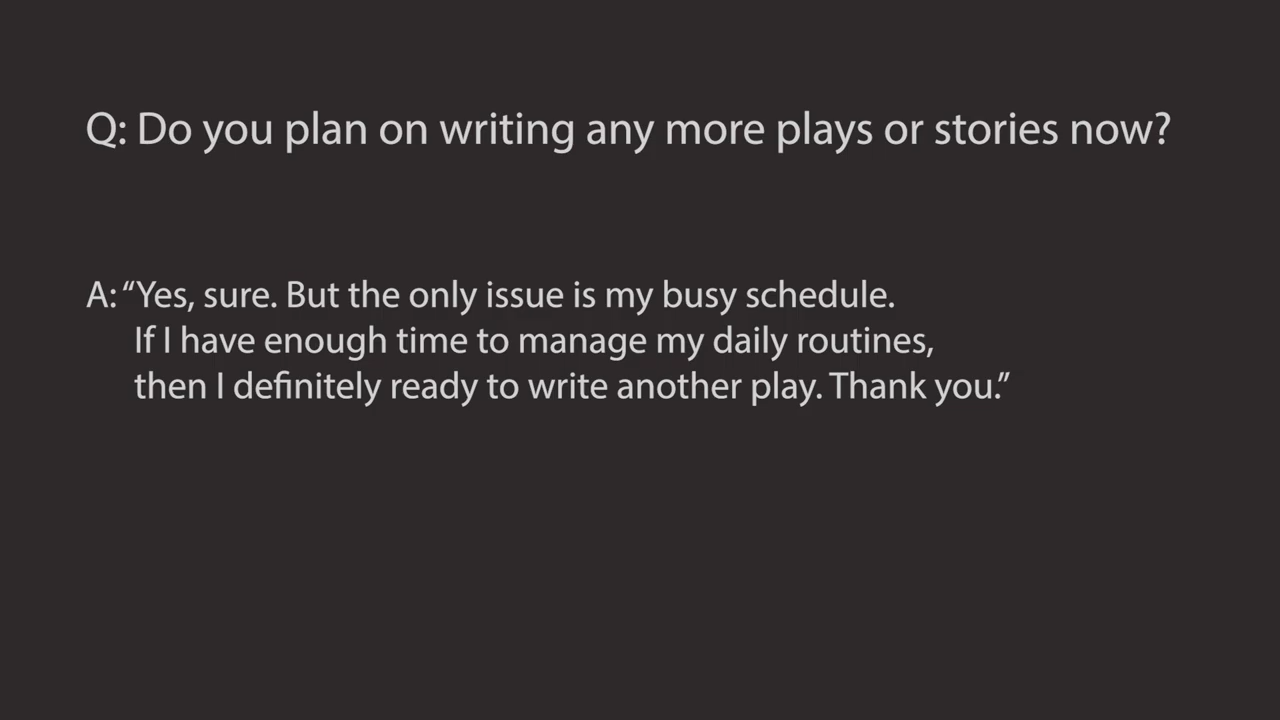 Q: Do you plan on writing any more plays or stories now?
A: “Yes, sure. But the only issue is my busy schedule.
If I have enough time to manage my daily routines,
then I definitely ready to write another play. Thank you.”